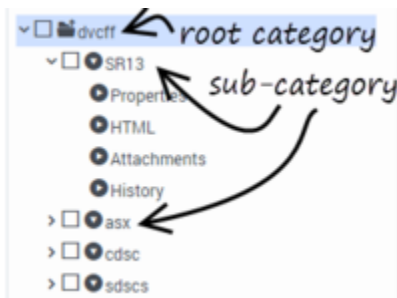 dvcff
root category
SR13
sub-category
Properties
HTML
Attachments
History
asx
cdsc
sdscs